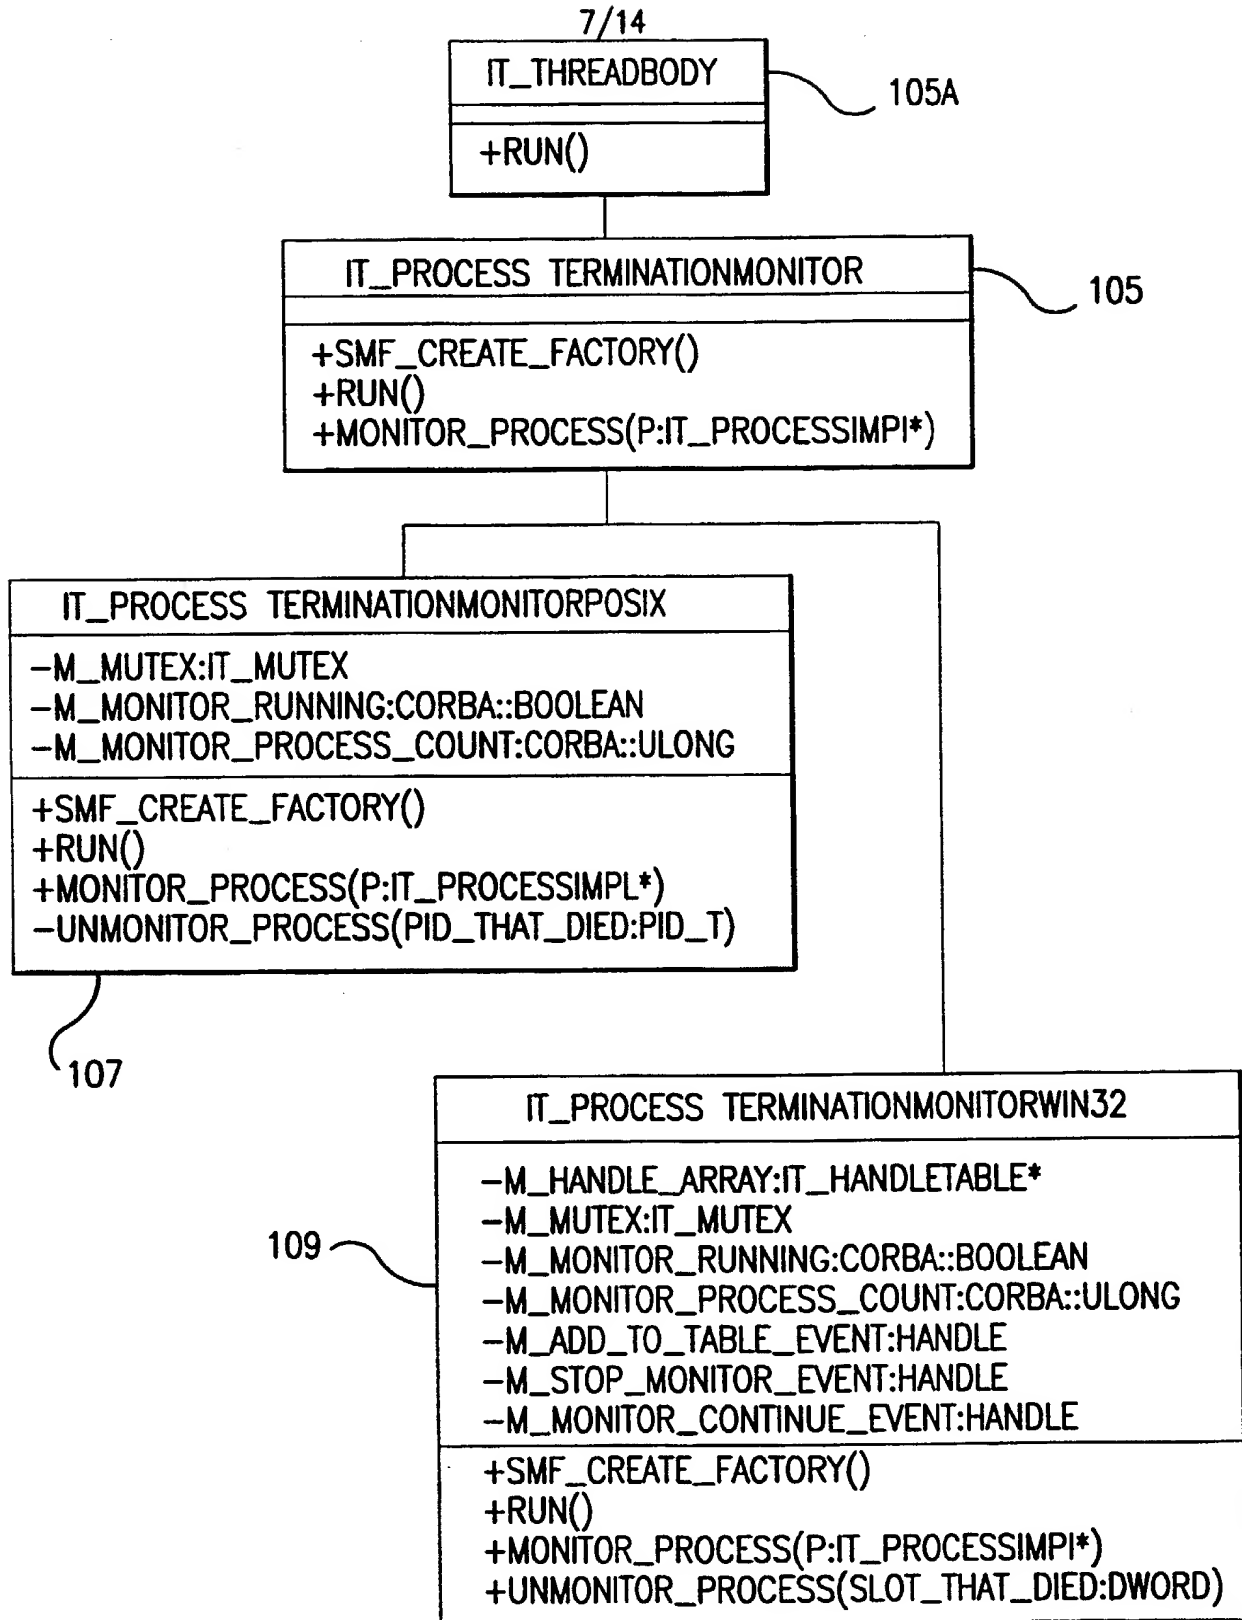 7/14
IT_THREADBODY
105A
+RUN()
IT_PROCESS TERMINATIONMONITOR
105
+SMF_CREATE_FACTORY()
+RUN()
+MONITOR_PROCESS(P:IT_PROCESSIMPI*)
IT_PROCESS TERMINATIONMONITORPOSIX
-M_MUTEX:IT_MUTEX
-M_MONITOR_RUNNING:CORBA::BOOLEAN
-M_MONITOR_PROCESS_COUNT:CORBA::ULONG
+SMF_CREATE_FACTORY()
+RUN()
+MONITOR_PROCESS(P:IT_PROCESSIMPL*)
-UNMONITOR_PROCESS(PID_THAT_DIED:PID_T)
107
IT_PROCESS TERMINATIONMONITORWIN32
109
-M_HANDLE_ARRAY:IT_HANDLETABLE*
-M_MUTEX:IT_MUTEX
-M_MONITOR_RUNNING:CORBA::BOOLEAN
-M_MONITOR_PROCESS_COUNT:CORBA::ULONG
-M_ADD_TO_TABLE_EVENT:HANDLE
-M_STOP_MONITOR_EVENT:HANDLE
-M_MONITOR_CONTINUE_EVENT:HANDLE
+SMF_CREATE_FACTORY()
+RUN()
+MONITOR_PROCESS(P:IT_PROCESSIMPI*)
+UNMONITOR_PROCESS(SLOT_THAT_DIED:DWORD)